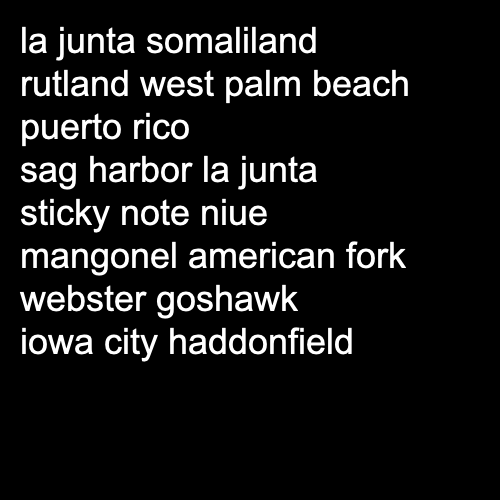 la junta somaliland
rutland west palm beach
puerto rico
sag harbor la junta
sticky note niue
mangonel american fork
webster goshawk
iowa city haddonfield